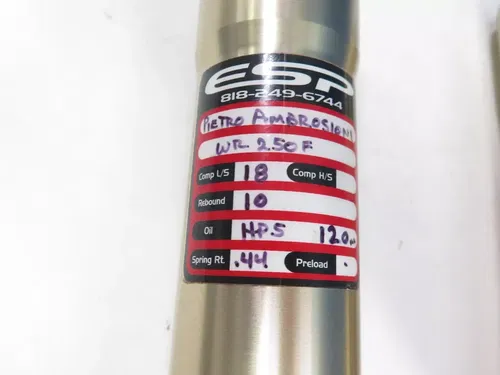 ESP
818-249-6744
PIETRO AMBROSIONI
WR 250F
Comp L/S 18 Comp H/S
Rebound 10
Oil HPS 120
Spring Rt. .44 Preload .